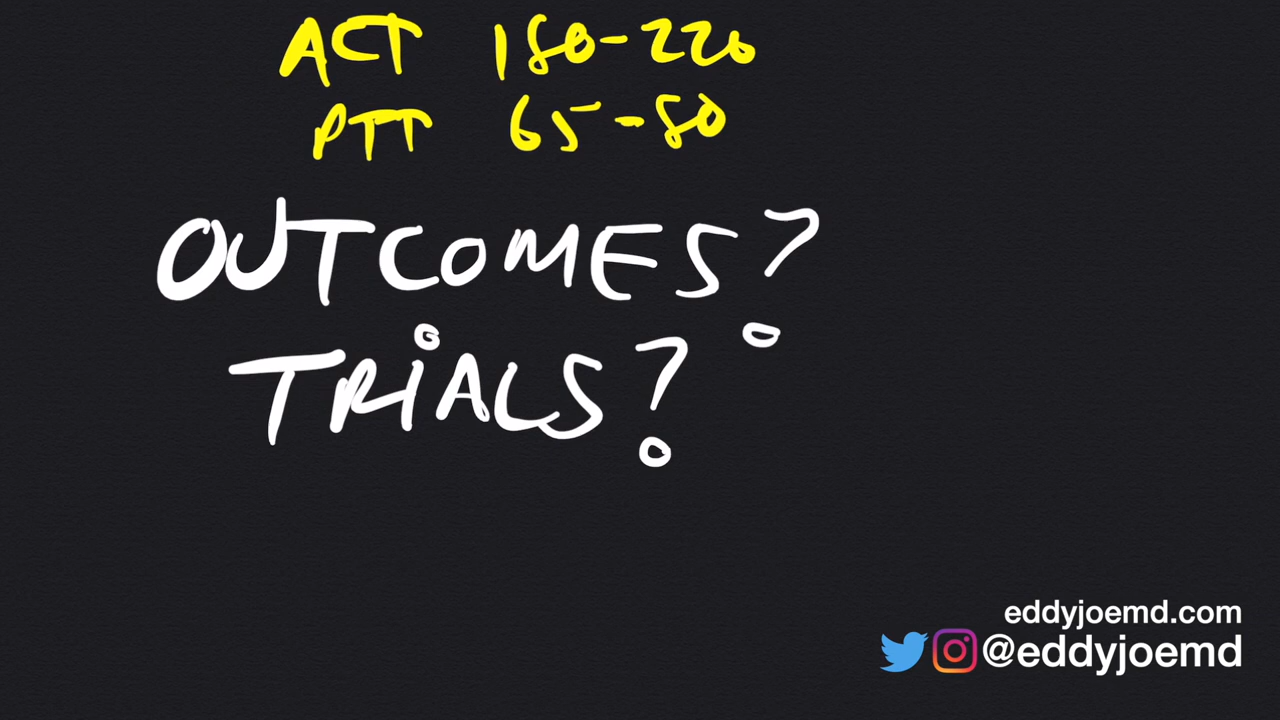 ACT 180-220
PTT 65-80
OUTCOMES?
TRiALS?
eddyjoemd.com
@eddyjoemd